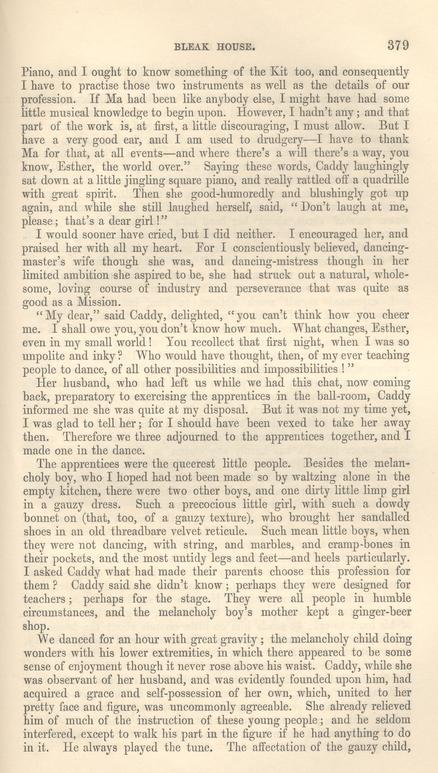 BLEAK HOUSE. 379
Piano, and I ought to know something of the Kit too, and consequently
I have to practise those two instruments as well as the details of our
profession. If Ma had been like anybody else, I might have had some
little musical knowledge to begin upon. However, I hadn't any; and that
part of the work is, at first, a little discouraging, I must allow. But I
have a very good ear, and I am used to drudgery—I have to thank
Ma for that, at all events—and where there's a will there's a way, you
know, Esther, the world over." Saying these words, Caddy laughingly
sat down at a little jingling square piano, and really rattled off a quadrille
with great spirit. Then she good-humoredly and blushingly got up
again, and while she still laughed herself, said, "Don't laugh at me,
please; that's a dear girl!"
I would sooner have cried, but I did neither. I encouraged her, and
praised her with all my heart. For I conscientiously believed, dancing-
master's wife though she was, and dancing-mistress though in her
limited ambition she aspired to be, she had struck out a natural, whole-
some, loving course of industry and perseverance that was quite as
good as a Mission.
"My dear," said Caddy, delighted, "you can't think how you cheer
me. I shall owe you, you don't know how much. What changes, Esther,
even in my small world! You recollect that first night, when I was so
unpolite and inky? Who would have thought, then, of my ever teaching
people to dance, of all other possibilities and impossibilities!"
Her husband, who had left us while we had this chat, now coming
back, preparatory to exercising the apprentices in the ball-room, Caddy
informed me she was quite at my disposal. But it was not my time yet,
I was glad to tell her; for I should have been vexed to take her away
then. Therefore we three adjourned to the apprentices together, and I
made one in the dance.
The apprentices were the queerest little people. Besides the melan-
choly boy, who I hoped had not been made so by waltzing alone in the
empty kitchen, there were two other boys, and one dirty little limp girl
in a gauzy dress. Such a precocious little girl, with such a dowdy
bonnet on (that, too, of a gauzy texture), who brought her sandalled
shoes in an old threadbare velvet reticule. Such mean little boys, when
they were not dancing, with string, and marbles, and cramp-bones in
their pockets, and the most untidy legs and feet—and heels particularly.
I asked Caddy what had made their parents choose this profession for
them? Caddy said she didn't know; perhaps they were designed for
teachers; perhaps for the stage. They were all people in humble
circumstances, and the melancholy boy's mother kept a ginger-beer
shop.
We danced for an hour with great gravity; the melancholy child doing
wonders with his lower extremities, in which there appeared to be some
sense of enjoyment though it never rose above his waist. Caddy, while she
was observant of her husband, and was evidently founded upon him, had
acquired a grace and self-possession of her own, which, united to her
pretty face and figure, was uncommonly agreeable. She already relieved
him of much of the instruction of these young people; and he seldom
interfered, except to walk his part in the figure if he had anything to do
in it. He always played the tune. The affectation of the gauzy child,